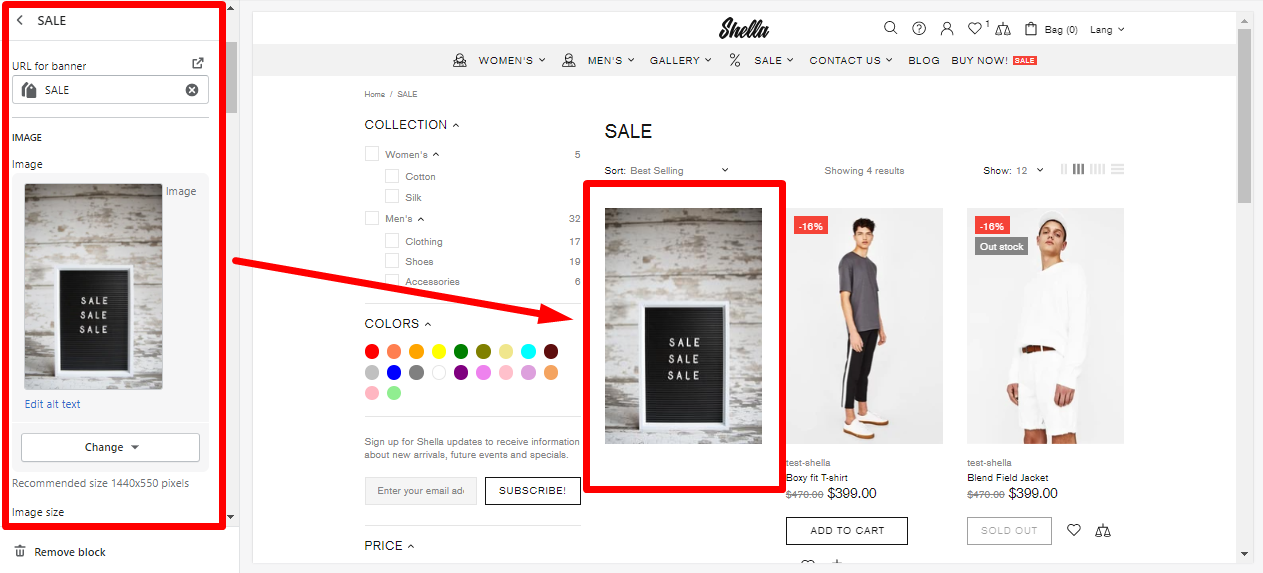 SALE
URL for banner
SALE
IMAGE
Image
Image
SALE
SALE
SALE
Edit alt text
Change
Recommended size 1440x550 pixels
Image size
Remove block
Shella
1
Bag (0)
Lang
WOMEN'S
MEN'S
GALLERY
SALE
CONTACT US
BLOG
BUY NOW! SALE
Home / SALE
COLLECTION
Women's 5
Cotton
Silk
Men's 32
Clothing 17
Shoes 19
Accessories 6
COLORS
Sign up for Shella updates to receive information
about new arrivals, future events and specials.
Enter your email ad
SUBSCRIBE!
PRICE
SALE
Sort: Best Selling
Showing 4 results
Show: 12
SALE
SALE
SALE
-16%
test-shella
Boxy fit T-shirt
$470.00 $399.00
ADD TO CART
-16%
Out stock
test-shella
Blend Field Jacket
$470.00 $399.00
SOLD OUT